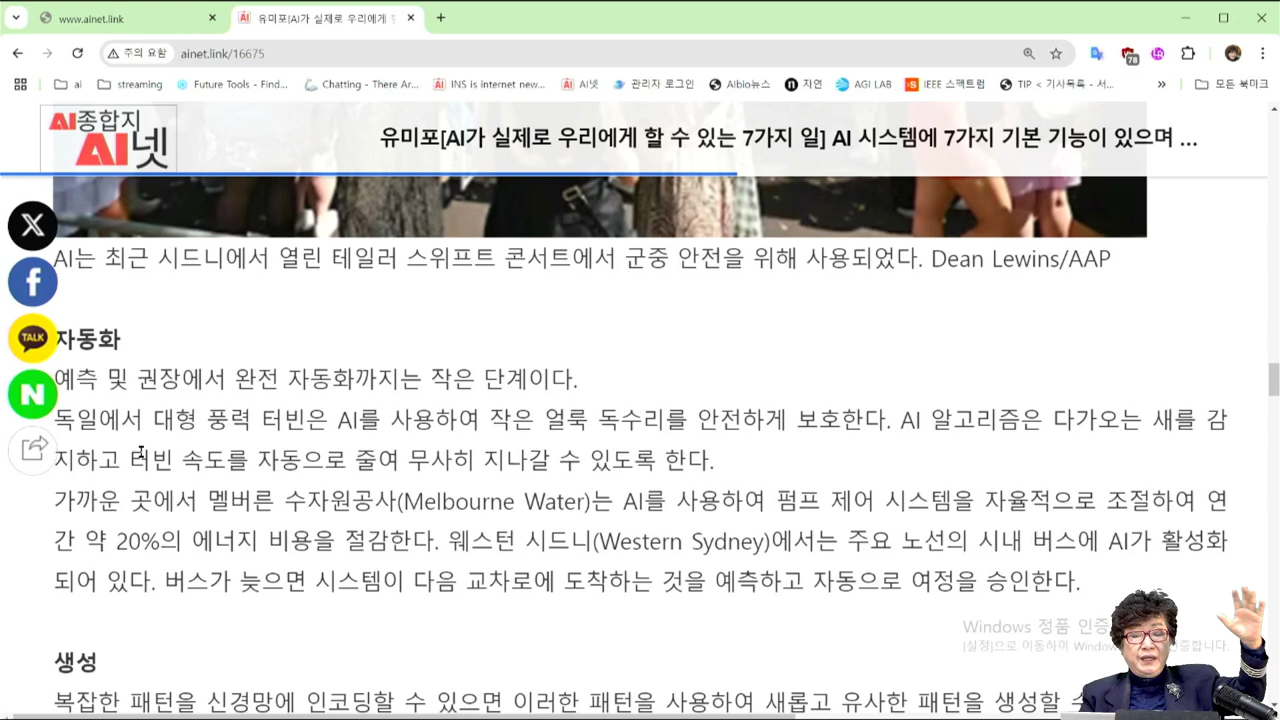 www.ainet.link
유미포[AI가 실제로 우리에게
주의 요함
ainet.link/16675
78
ai
streaming
Future Tools - Find...
Chatting - There Ar...
INS is internet new...
AI넷
관리자 로그인
Aibio뉴스
자연
AGI LAB
IEEE 스펙트럼
TIP < 기사목록 - 서...
»
모든 북마크
AI종합지
AI넷
유미포[AI가 실제로 우리에게 할 수 있는 7가지 일] AI 시스템에 7가지 기본 기능이 있으며 ...
AI는 최근 시드니에서 열린 테일러 스위프트 콘서트에서 군중 안전을 위해 사용되었다. Dean Lewins/AAP
TALK
자동화
예측 및 권장에서 완전 자동화까지는 작은 단계이다.
N
독일에서 대형 풍력 터빈은 AI를 사용하여 작은 얼룩 독수리를 안전하게 보호한다. AI 알고리즘은 다가오는 새를 감
지하고 터빈 속도를 자동으로 줄여 무사히 지나갈 수 있도록 한다.
가까운 곳에서 멜버른 수자원공사(Melbourne Water)는 AI를 사용하여 펌프 제어 시스템을 자율적으로 조절하여 연
간 약 20%의 에너지 비용을 절감한다. 웨스턴 시드니(Western Sydney)에서는 주요 노선의 시내 버스에 AI가 활성화
되어 있다. 버스가 늦으면 시스템이 다음 교차로에 도착하는 것을 예측하고 자동으로 여정을 승인한다.
Windows 정품 인증
[설정]으로 이동하여 Windows 인증합니다.
생성
복잡한 패턴을 신경망에 인코딩할 수 있으면 이러한 패턴을 사용하여 새롭고 유사한 패턴을 생성할